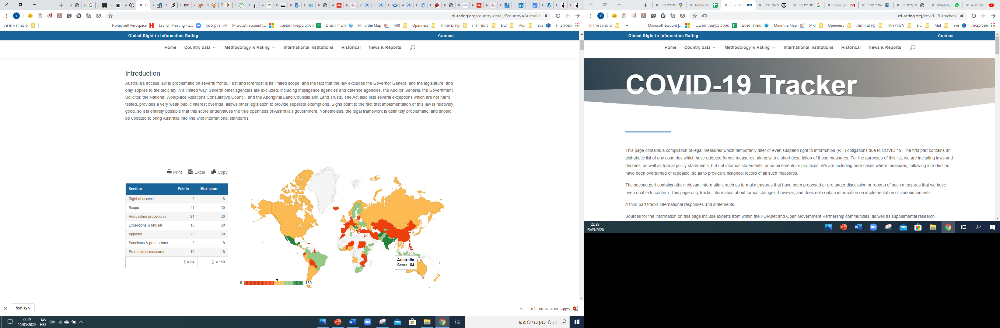 rti-rating.org/country-detail/?country=Australia
סימניות אחרות
Honeywell Aerospace
Launch Meeting - Z...
תיק ספק
Microsoft account |...
מעקב בקשות חופש...
משרד הפנים
Mind the Map
MRI
Openness
קידום יוזמות
לימודי תזה
Elul
Alut
Eve
אפליקציות
Global Right to Information Rating
Contact
Home
Country data
Methodology & Rating
International Institutions
Historical
News & Reports
Introduction
Australia's access law is problematic on several fronts. First and foremost is its limited scope, and the fact that the law excludes the Governor General and the legislature, and
only applies to the judiciary in a limited way. Several other agencies are excluded, including intelligence agencies and defence agencies, the Auditor General, the Government
Solicitor, the National Workplace Relations Consultative Council, and the Aboriginal Land Councils and Land Trusts. The Act also lists several exceptions which are not harm
tested, provides a very weak public interest override, allows other legislation to provide seperate exemptions. Signs point to the fact that implementation of this law is relatively
good, so it is entirely possible that this score undervalues the true openness of Australia's government. Nonetheless, the legal framework is definitely problematic, and should
be updated to bring Australia into line with international standards.
Print Excel Copy
Section Points Max score
Right of access 2 6
Scope 11 30
Requesting procedures 21 30
Exceptions & refusal 15 30
Appeals 23 30
Sanctions & proteccions 2 8
Promotional measures 10 16
∑ = 84 ∑ = 150
Australia
Score: 84
0 150
הצג הכל
מצגת התנועה לחו....pptx
22:29
15/05/2020
עבר
HE3
הקלד כאן כדי לחפש
סיירה לא
Public Re
COVID-1
RTI
האם "רק
סגירת בת
Inbox (46
אתר החק
הערות הו
WhatsAp
Alan Wal
rti-rating.org/covid-19-tracker/
סימניות אחרות
»
Microsoft account |...
מעקב בקשות חופש...
משרד הפנים
Mind the Map
MRI
Openness
קידום יוזמות
לימודי תזה
Elul
Alut
Eve
אפליקציות
Global Right to Information Rating
Contact
Home
Country data
Methodology & Rating
International Institutions
Historical
News & Reports
COVID-19 Tracker
This page contains a compilation of legal measures which temporarily alter or even suspend right to information (RTI) obligations due to COVID-19. The first part contains an
alphabetic list of any countries which have adopted formal measures, along with a short description of those measures. For the purposes of this list, we are including laws and
decrees, as well as formal policy statements, but not informal statements, announcements or practices. We are including here cases where measures, following introduction,
have been overturned or repealed, so as to provide a historical record of all such measures.
The second part contains other relevant information, such as formal measures that have been proposed or are under discussion or reports of such measures that we have
been unable to confirm. This page only tracks information about formal changes, however, and does not contain information on implementation or announcements.
A third part tracks international responses and statements.
Sources for the information on this page include experts from within the FOIAnet and Open Government Partnership communities, as well as supplemental research
22:29
15/05/2020